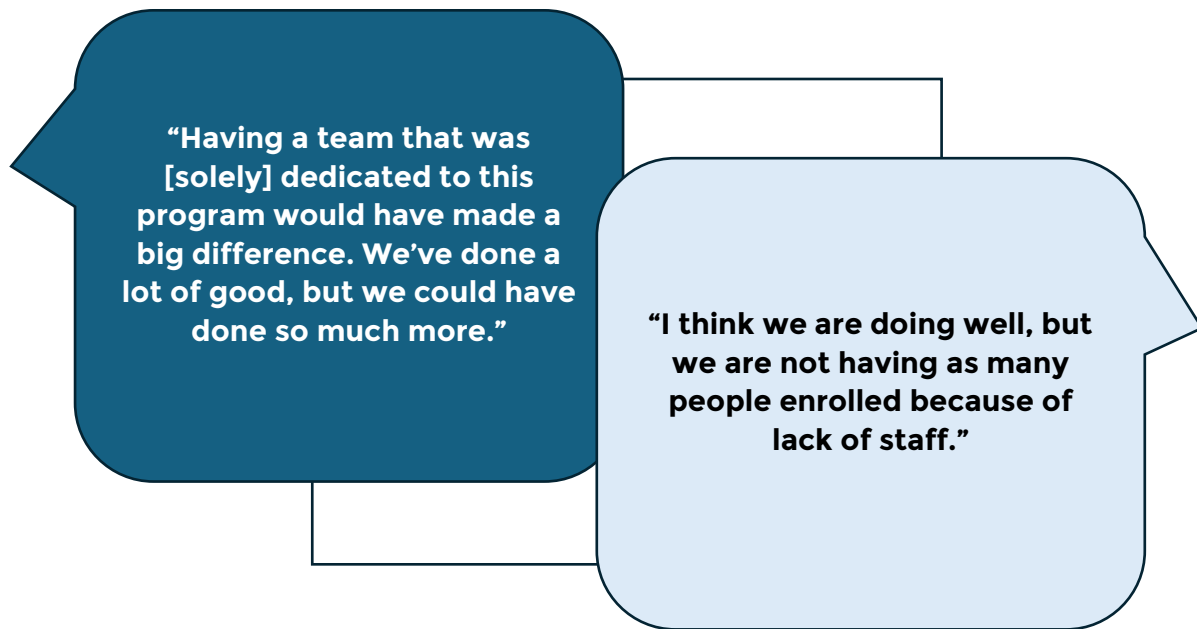 “Having a team that was
[solely] dedicated to this
program would have made a
big difference. We’ve done a
lot of good, but we could have
done so much more.”
“I think we are doing well, but
we are not having as many
people enrolled because of
lack of staff.”